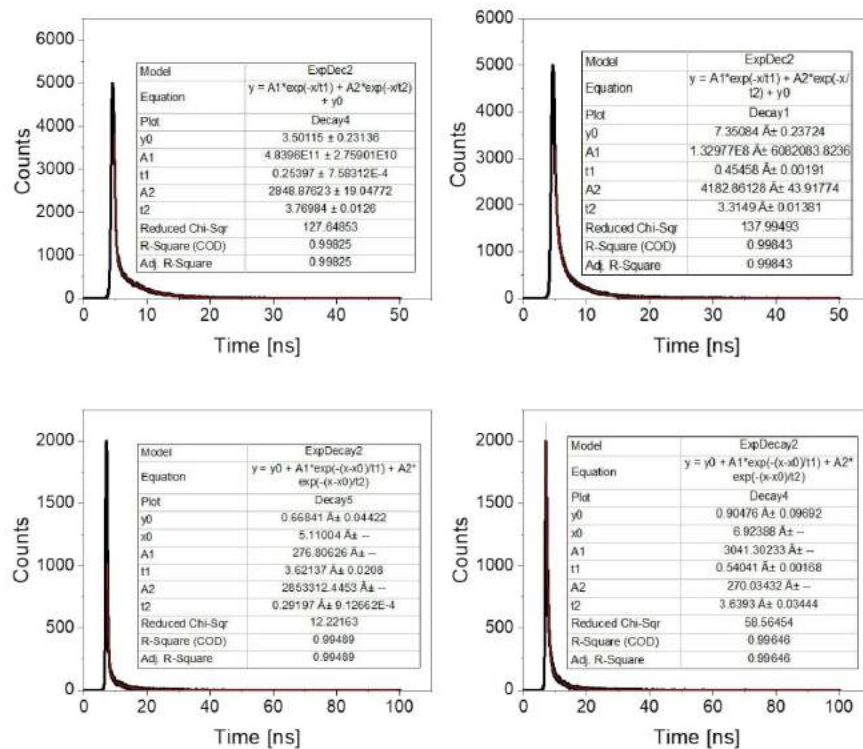 6000
5000
4000
3000
2000
1000
0
Counts
0 10 20 30 40 50
Time [ns]
Model ExpDec2
Equation y = A1*exp(-x/t1) + A2*exp(-x/t2)
+ y0
Plot Decay4
y0 3.50115 ± 0.23136
A1 4.8396E11 ± 2.75901E10
t1 0.25397 ± 7.58312E-4
A2 2848.87623 ± 19.04772
t2 3.76984 ± 0.0126
Reduced Chi-Sqr 127.64853
R-Square (COD) 0.99825
Adj. R-Square 0.99825
6000
5000
4000
3000
2000
1000
0
Counts
0 10 20 30 40 50
Time [ns]
Model ExpDec2
Equation y = A1*exp(-x/t1) + A2*exp(-x/
t2) + y0
Plot Decay1
y0 7.35084 Â± 0.23724
A1 1.32977E8 Â± 6082083.8236
t1 0.45458 Â± 0.00191
A2 4182.86128 Â± 43.91774
t2 3.3149 Â± 0.01381
Reduced Chi-Sqr 137.99493
R-Square (COD) 0.99843
Adj. R-Square 0.99843
2000
1500
1000
500
0
Counts
0 20 40 60 80 100
Time [ns]
Model ExpDecay2
Equation y = y0 + A1*exp(-(x-x0)/t1) + A2*
exp(-(x-x0)/t2)
Plot Decay5
y0 0.66841 Â± 0.04422
x0 5.11004 Â± --
A1 276.80626 Â± --
t1 3.62137 Â± 0.0208
A2 2853312.4453 Â± --
t2 0.29197 Â± 9.12662E-4
Reduced Chi-Sqr 12.22163
R-Square (COD) 0.99489
Adj. R-Square 0.99489
2000
1500
1000
500
0
Counts
0 20 40 60 80 100
Time [ns]
Model ExpDecay2
Equation y = y0 + A1*exp(-(x-x0)/t1) + A2*
exp(-(x-x0)/t2)
Plot Decay4
y0 0.90476 Â± 0.09692
x0 6.92388 Â± --
A1 3041.30233 Â± --
t1 0.54041 Â± 0.00168
A2 270.03432 Â± --
t2 3.6393 Â± 0.03444
Reduced Chi-Sqr 58.56454
R-Square (COD) 0.99646
Adj. R-Square 0.99646